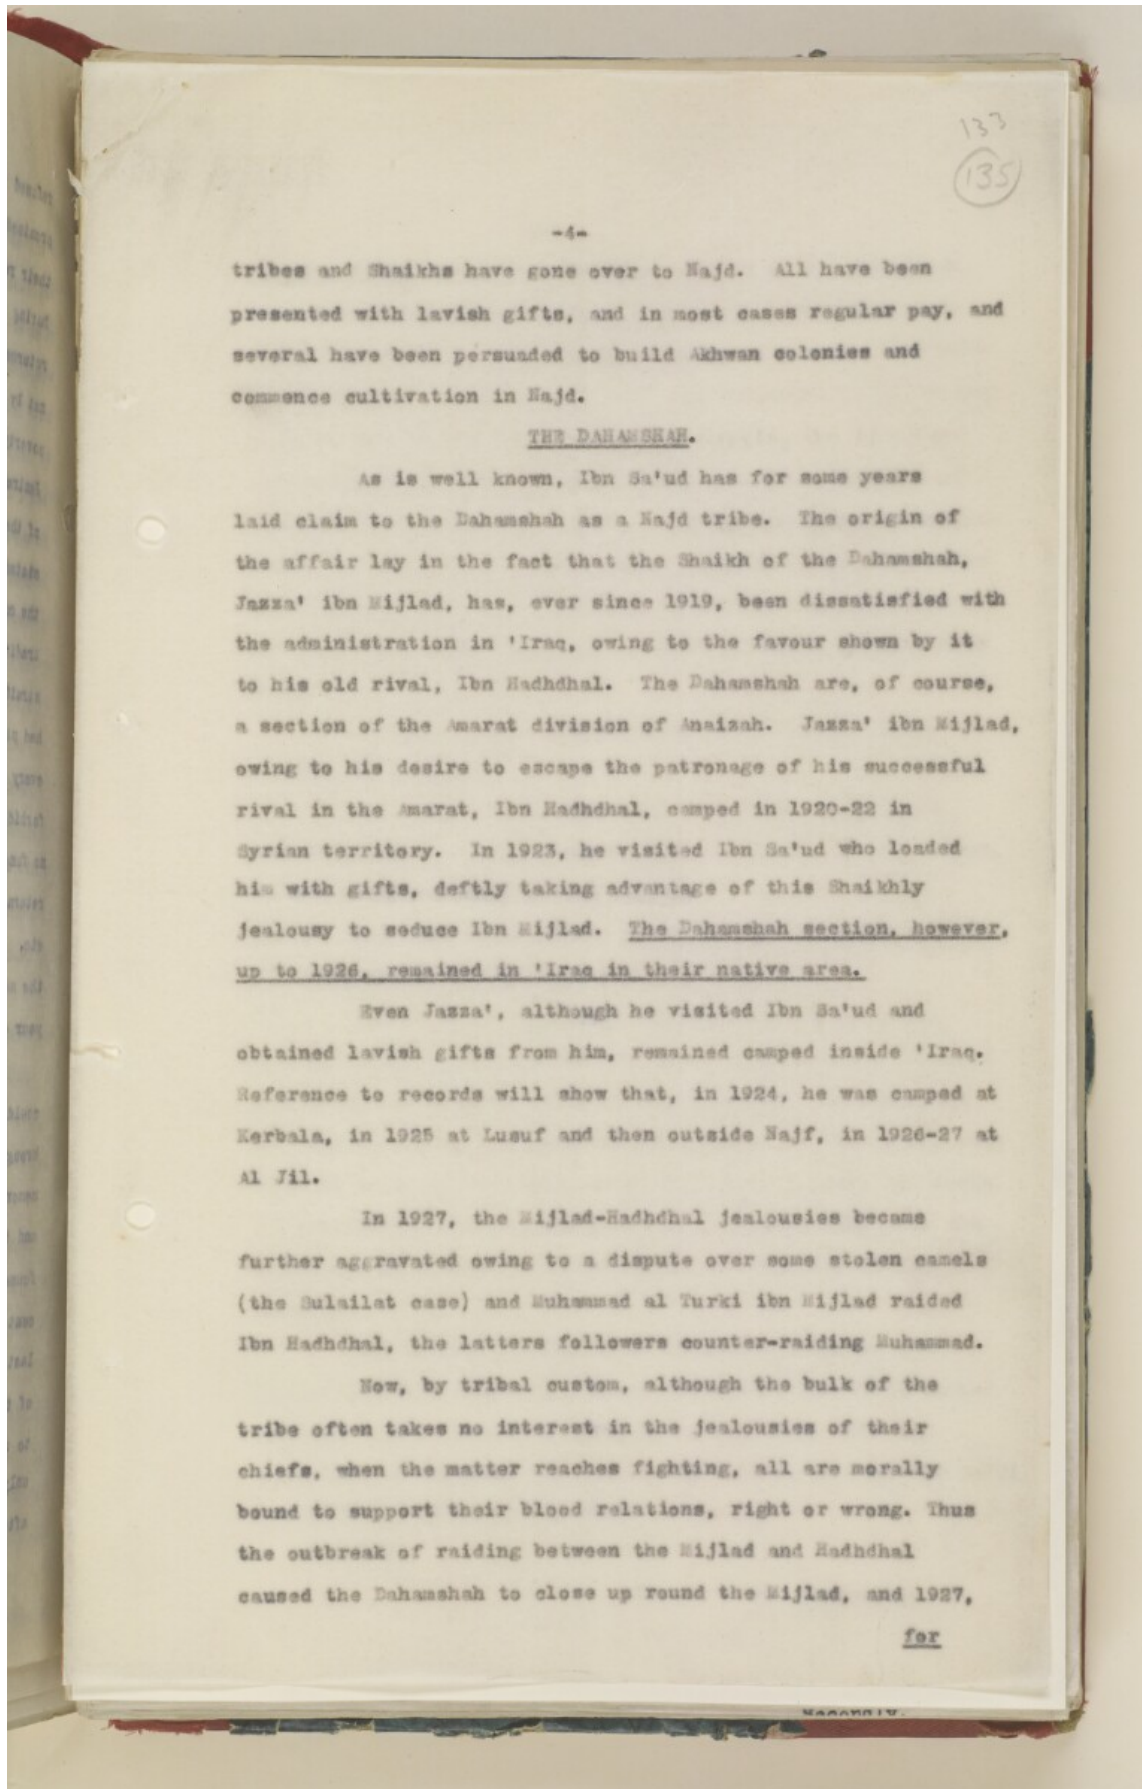 133
135
-4-
tribes and Shaikhs have gone over to Najd. All have been
presented with lavish gifts, and in most cases regular pay, and
several have been persuaded to build Akhwan colonies and
commence cultivation in Najd.
THE DAHAMSHAH.
As is well known, Ibn Sa'ud has for some years
laid claim to the Dahamshah as a Najd tribe. The origin of
the affair lay in the fact that the Shaikh of the Dahamshah,
Jazza' ibn Mijlad, has, ever since 1919, been dissatisfied with
the administration in 'Iraq, owing to the favour shown by it
to his old rival, Ibn Hadhdhal. The Dahamshah are, of course,
a section of the Amarat division of Anaizah. Jazza' ibn Mijlad,
owing to his desire to escape the patronage of his successful
rival in the Amarat, Ibn Hadhdhal, camped in 1920-22 in
Syrian territory. In 1923, he visited Ibn Sa'ud who loaded
him with gifts, deftly taking advantage of this Shaikhly
jealousy to seduce Ibn Mijlad. The Dahamshah section, however,
up to 1926, remained in 'Iraq in their native area.
Even Jazza', although he visited Ibn Sa'ud and
obtained lavish gifts from him, remained camped inside 'Iraq.
Reference to records will show that, in 1924, he was camped at
Kerbala, in 1925 at Lusuf and then outside Najf, in 1926-27 at
Al Jil.
In 1927, the Mijlad-Hadhdhal jealousies became
further aggravated owing to a dispute over some stolen camels
(the Sulailat case) and Muhammad al Turki ibn Mijlad raided
Ibn Hadhdhal, the latters followers counter-raiding Muhammad.
Now, by tribal custom, although the bulk of the
tribe often takes no interest in the jealousies of their
chiefs, when the matter reaches fighting, all are morally
bound to support their blood relations, right or wrong. Thus
the outbreak of raiding between the Mijlad and Hadhdhal
caused the Dahamshah to close up round the Mijlad, and 1927,
for